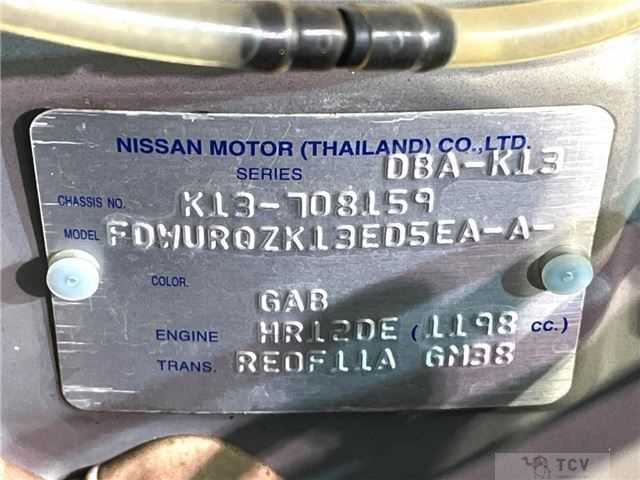 NISSAN MOTOR (THAILAND) CO.,LTD.
SERIES DBA-K13
CHASSIS NO. K13-708159
MODEL FDWURQZK13ED5EA-A-
COLOR.
GAB
ENGINE HR12DE (1198 CC.)
TRANS. RE0F11A GM38
TCV